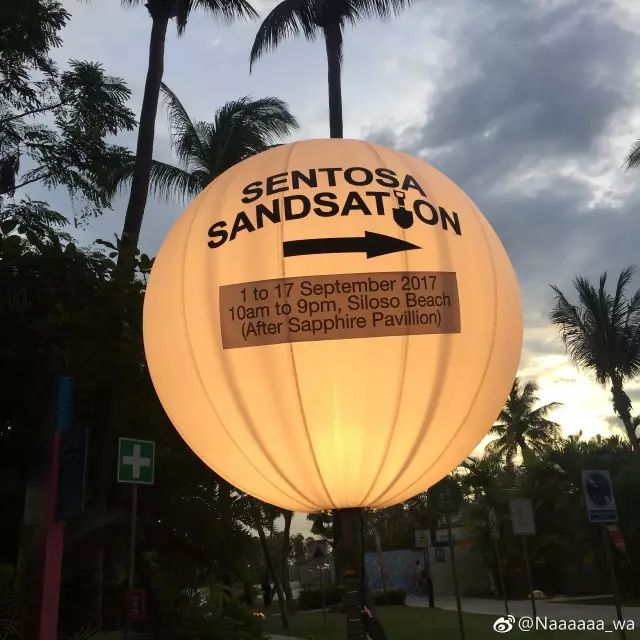 SENTOSA
SANDSATION
1 to 17 September 2017
10am to 9pm, Siloso Beach
(After Sapphire Pavillion)
@Naaaaaa_wa